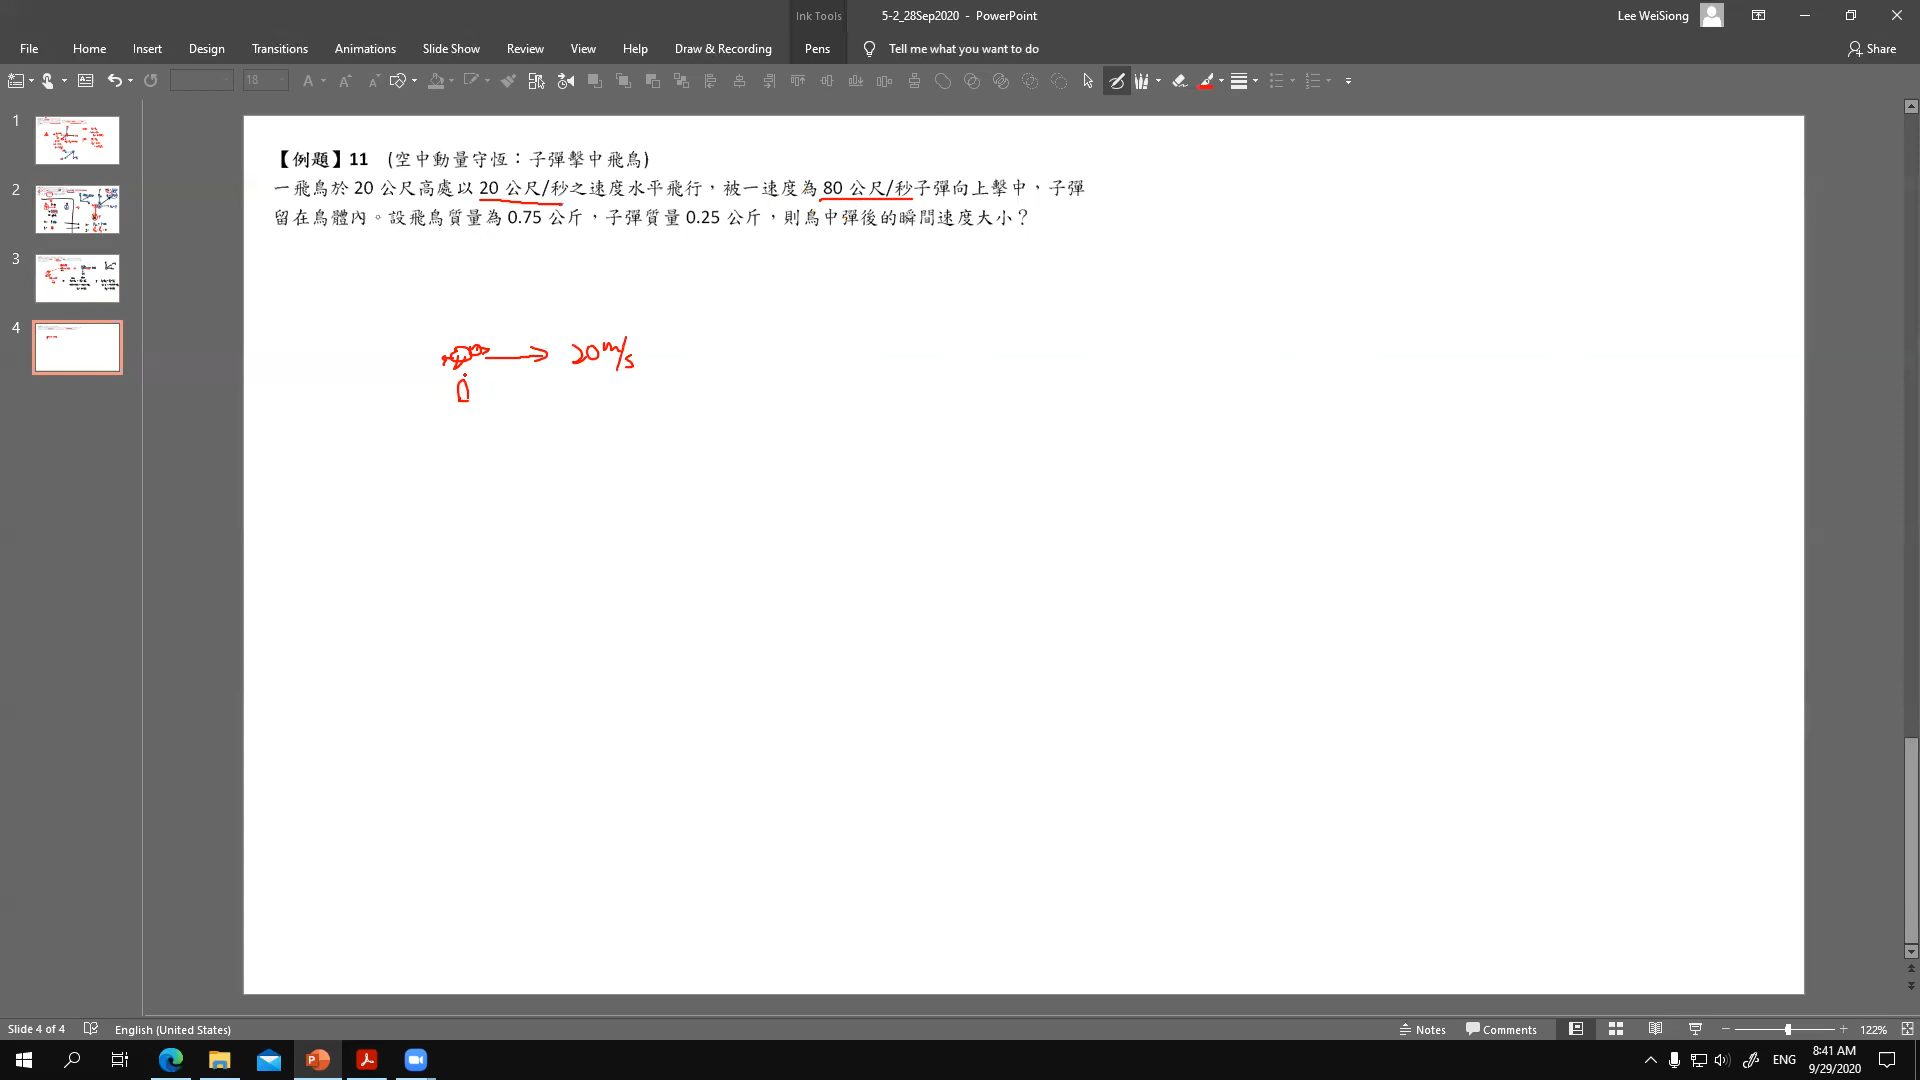 Ink Tools
5-2_28Sep2020 - PowerPoint
Lee WeiSiong
File Home Insert Design Transitions Animations Slide Show Review View Help Draw & Recording Pens Tell me what you want to do Share
18
1
2
3
4
【例題】11 (空中動量守恆：子彈擊中飛鳥)
一飛鳥於 20 公尺高處以 20 公尺/秒之速度水平飛行，被一速度為 80 公尺/秒子彈向上擊中，子彈
留在鳥體內。設飛鳥質量為 0.75 公斤，子彈質量 0.25 公斤，則鳥中彈後的瞬間速度大小？
20 m/s
Slide 4 of 4 English (United States) Notes Comments 122%
ENG
8:41 AM
9/29/2020